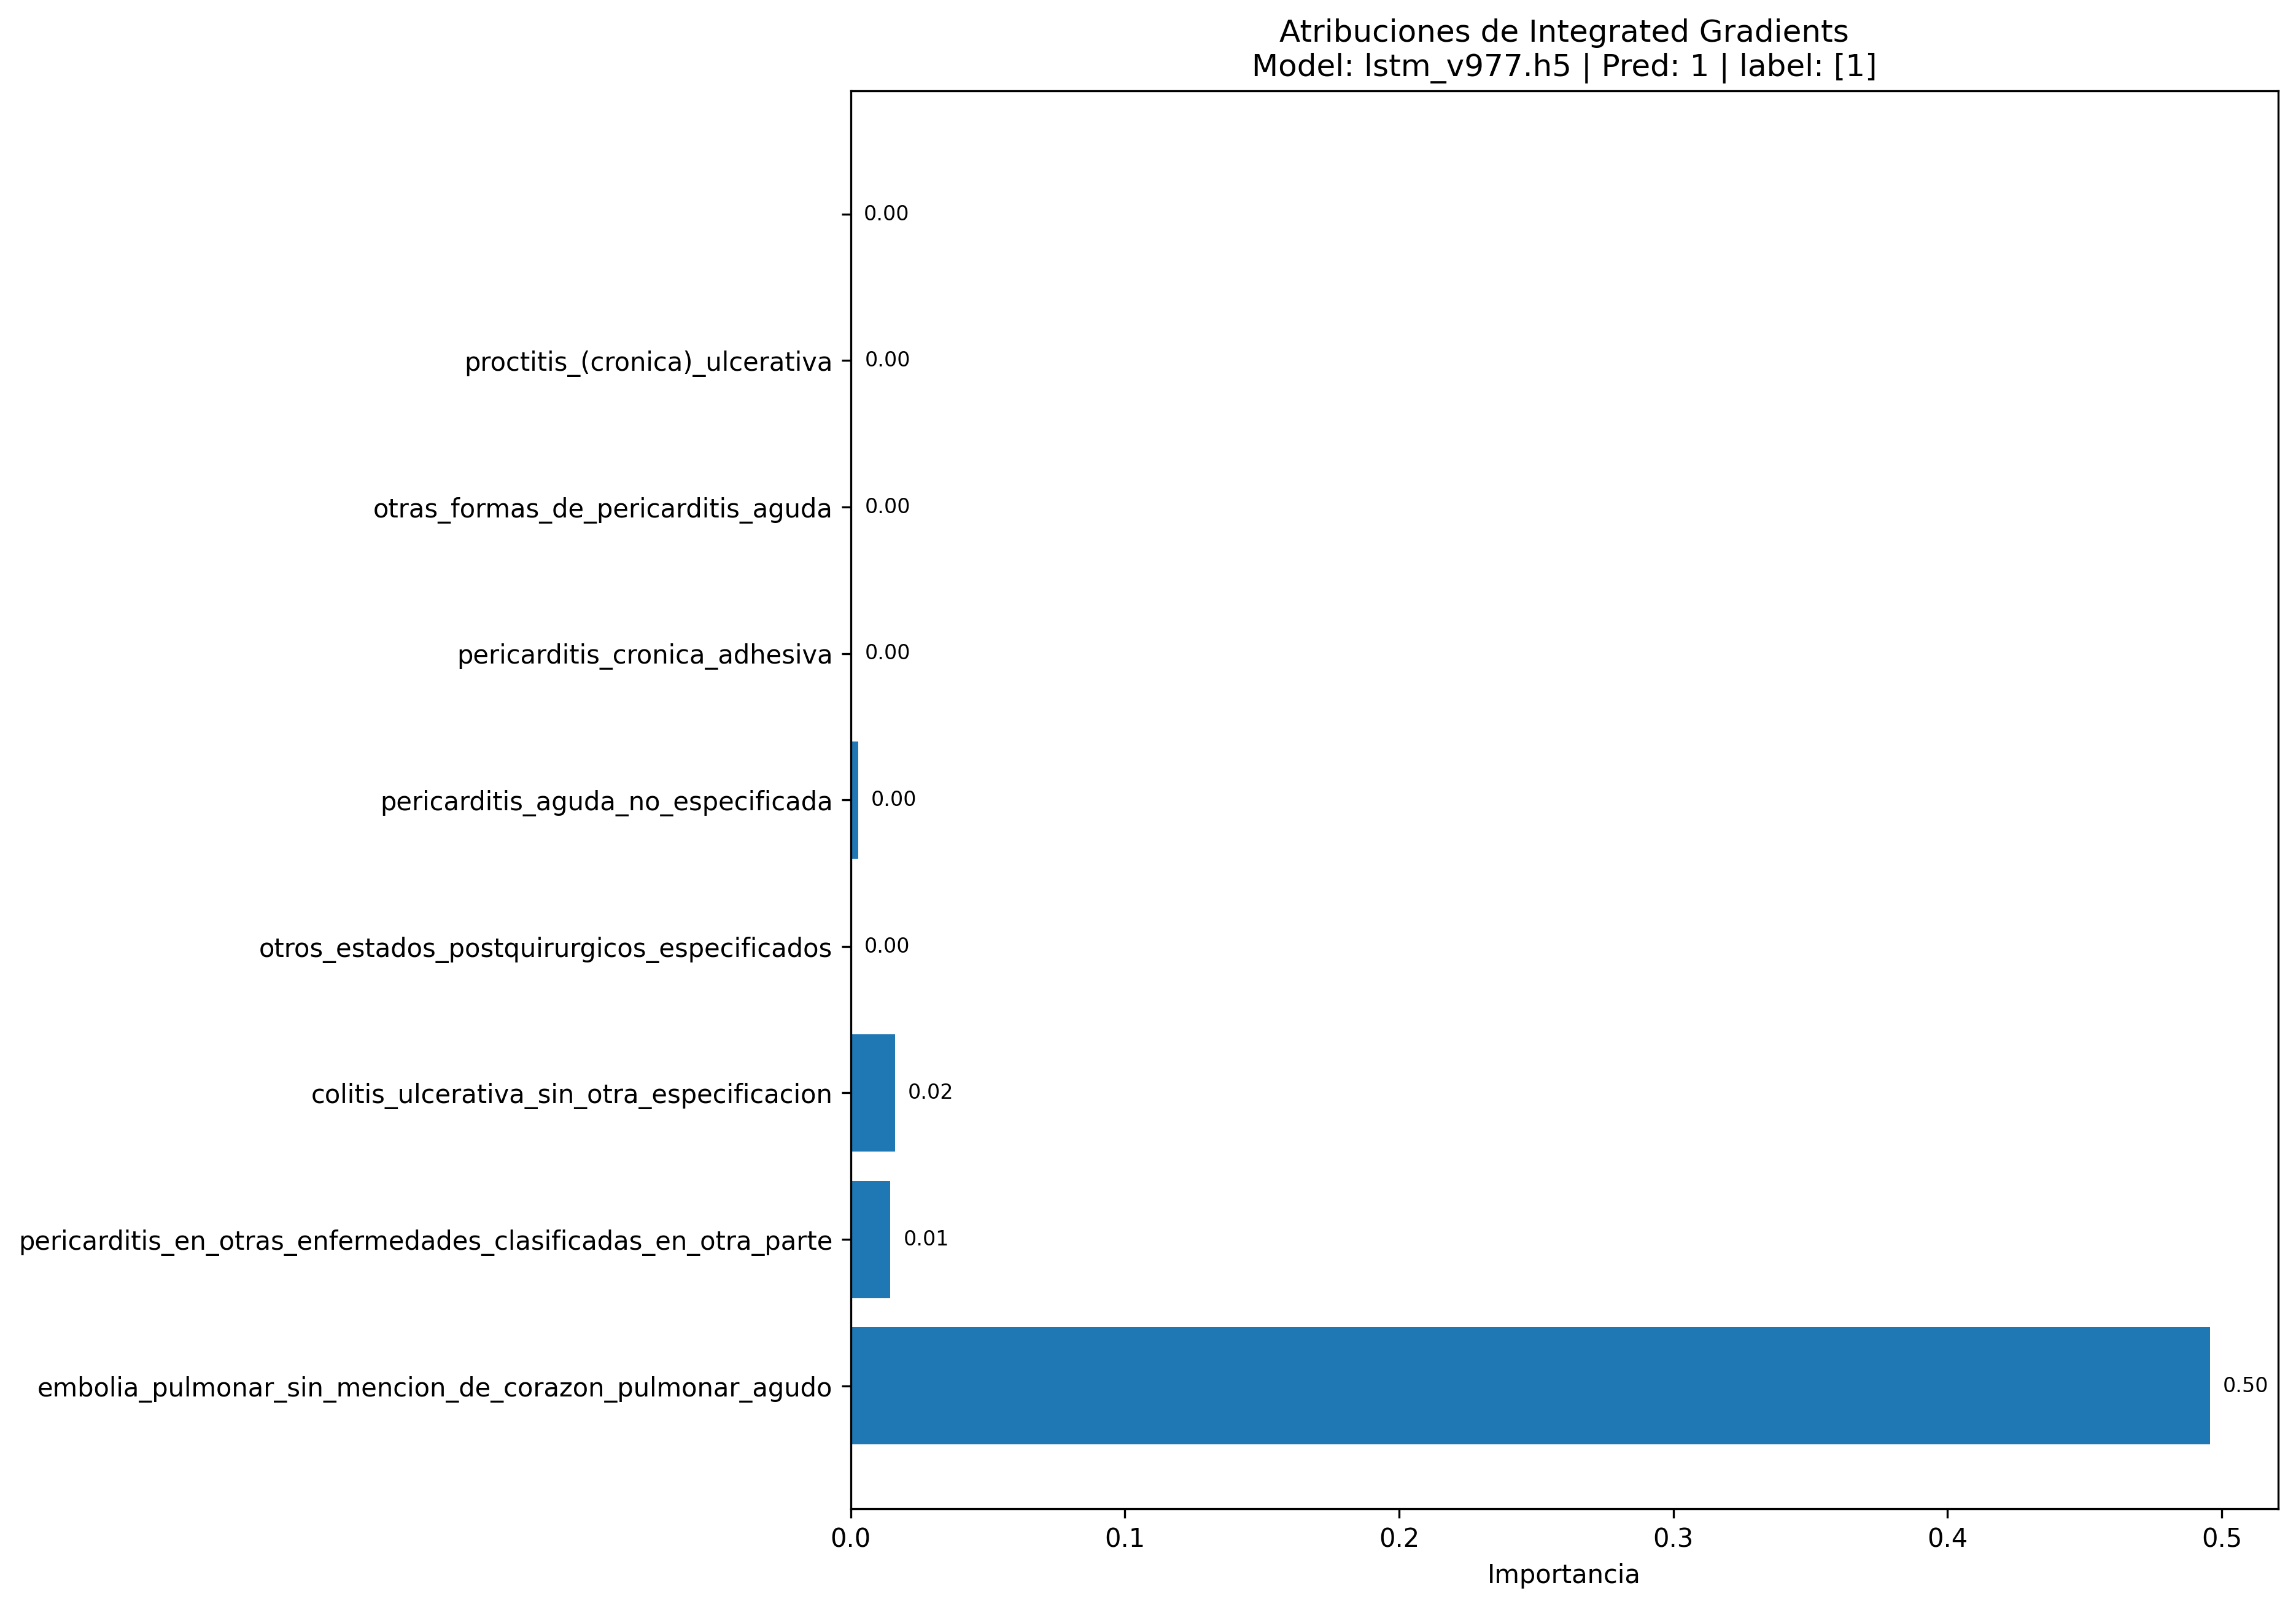 Atribuciones de Integrated Gradients
Model: lstm_v977.h5 | Pred: 1 | label: [1]
0.00
proctitis_(cronica)_ulcerativa 0.00
otras_formas_de_pericarditis_aguda 0.00
pericarditis_cronica_adhesiva 0.00
pericarditis_aguda_no_especificada 0.00
otros_estados_postquirurgicos_especificados 0.00
colitis_ulcerativa_sin_otra_especificacion 0.02
pericarditis_en_otras_enfermedades_clasificadas_en_otra_parte 0.01
embolia_pulmonar_sin_mencion_de_corazon_pulmonar_agudo 0.50
0.0 0.1 0.2 0.3 0.4 0.5
Importancia